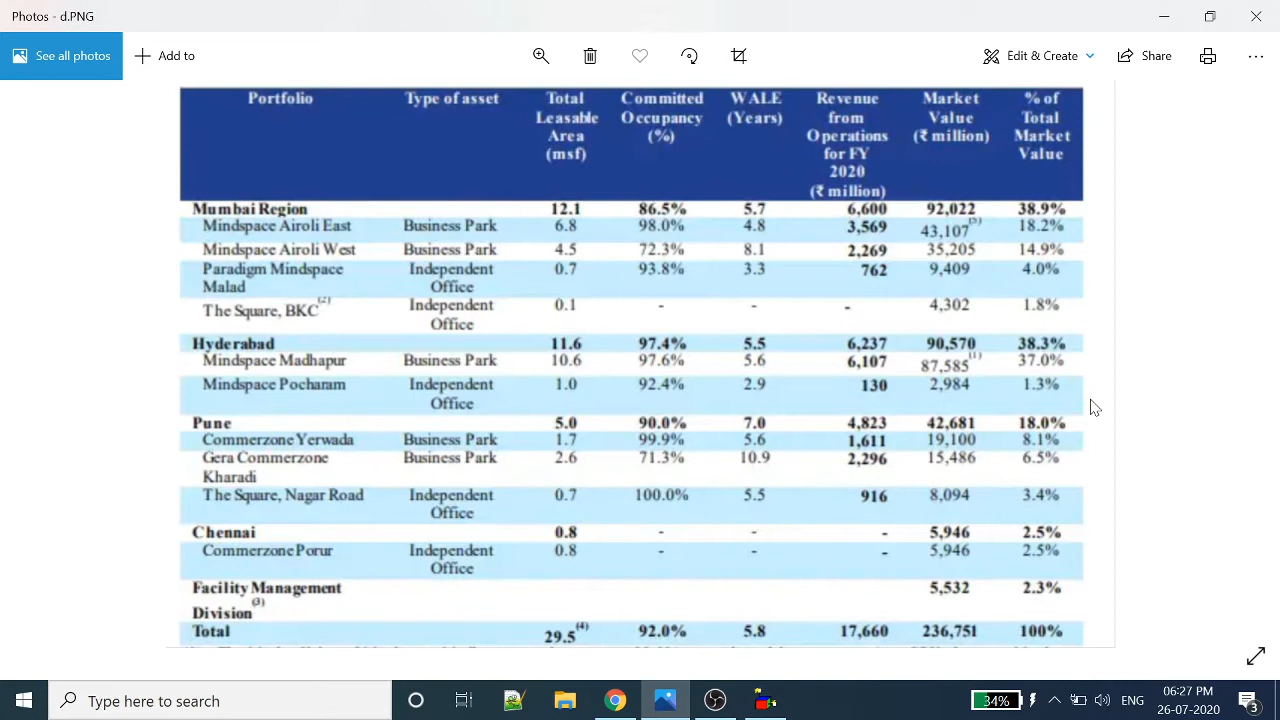 Photos - d.PNG
See all photos
Add to
Edit & Create
Share
Portfolio Type of asset Total Leasable Area (msf) Committed Occupancy (%) WALE (Years) Revenue from Operations for FY 2020 (₹ million) Market Value (₹ million) % of Total Market Value
Mumbai Region 12.1 86.5% 5.7 6,600 92,022 38.9%
Mindspace Airoli East Business Park 6.8 98.0% 4.8 3,569 43,107(5) 18.2%
Mindspace Airoli West Business Park 4.5 72.3% 8.1 2,269 35,205 14.9%
Paradigm Mindspace Malad Independent Office 0.7 93.8% 3.3 762 9,409 4.0%
The Square, BKC(2) Independent Office 0.1 - - - 4,302 1.8%
Hyderabad 11.6 97.4% 5.5 6,237 90,570 38.3%
Mindspace Madhapur Business Park 10.6 97.6% 5.6 6,107 87,585(1) 37.0%
Mindspace Pocharam Independent Office 1.0 92.4% 2.9 130 2,984 1.3%
Pune 5.0 90.0% 7.0 4,823 42,681 18.0%
Commerzone Yerwada Business Park 1.7 99.9% 5.6 1,611 19,100 8.1%
Gera Commerzone Kharadi Business Park 2.6 71.3% 10.9 2,296 15,486 6.5%
The Square, Nagar Road Independent Office 0.7 100.0% 5.5 916 8,094 3.4%
Chennai 0.8 - - - 5,946 2.5%
Commerzone Porur Independent Office 0.8 - - - 5,946 2.5%
Facility Management Division(3) 5,532 2.3%
Total 29.5(4) 92.0% 5.8 17,660 236,751 100%
Type here to search
34%
ENG
06:27 PM
26-07-2020
3